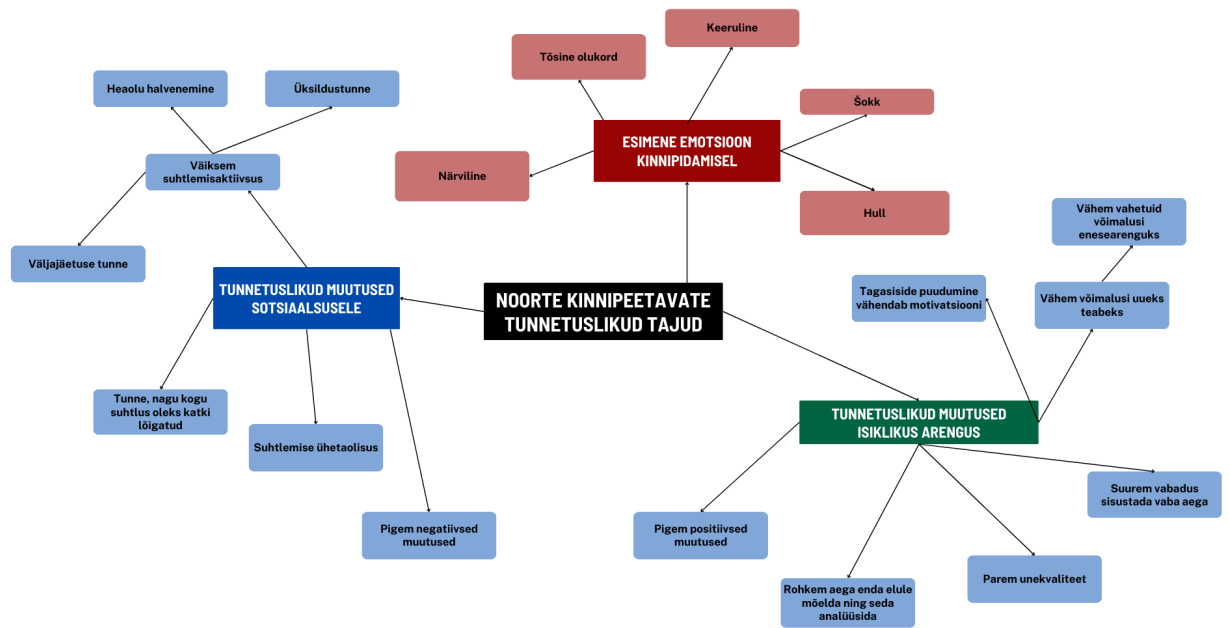 Keeruline
Tõsine olukord
Heaolu halvenemine
Üksildustunne
Šokk
ESIMENE EMOTSIOON
KINNIPIDAMISEL
Väiksem
suhtlemisaktiivsus
Närviline
Hull
Vähem vahetuid
võimalusi
enesearenguks
Väljajäetuse tunne
TUNNETUSLIKUD MUUTUSED
SOTSIAALSUSELE
NOORTE KINNIPEETAVATE
TUNNETUSLIKUD TAJUD
Tagasiside puudumine
vähendab motivatsiooni
Vähem võimalusi uueks
teabeks
Tunne, nagu kogu
suhtlus oleks katki
lõigatud
Suhtlemise ühetaolisus
TUNNETUSLIKUD MUUTUSED
ISIKLIKUS ARENGUS
Suurem vabadus
sisustada vaba aega
Pigem negatiivsed
muutused
Pigem positiivsed
muutused
Rohkem aega enda elule
mõelda ning seda
analüüsida
Parem unekvaliteet